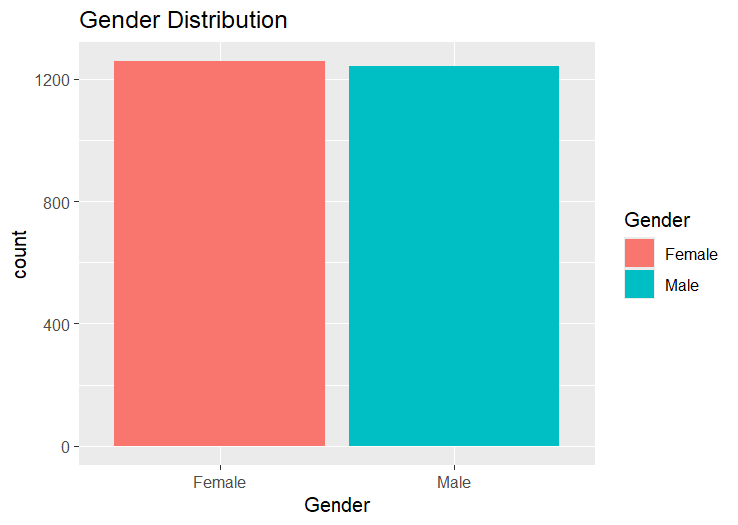 Gender Distribution
1200
800
400
0
count
Female
Male
Gender
Gender
Female
Male